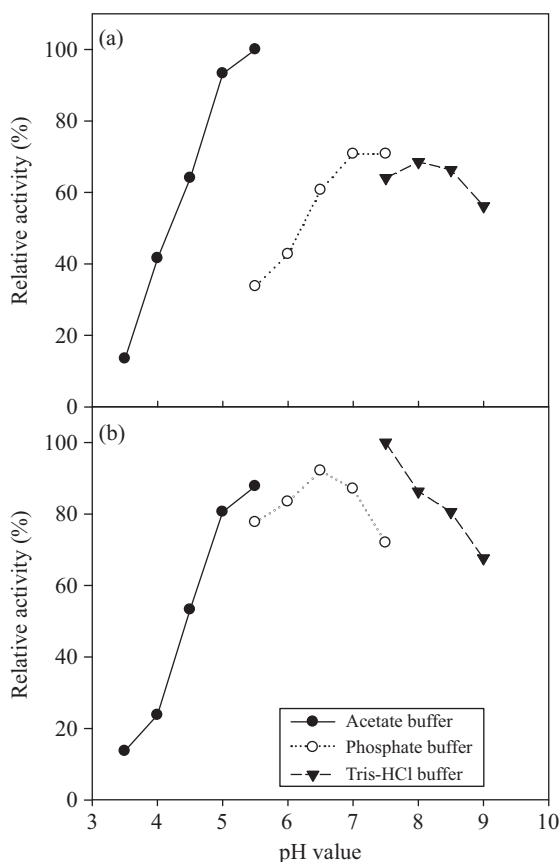 (a)
100
80
60
40
20
0
Relative activity (%)
(b)
100
80
60
40
20
0
Relative activity (%)
Acetate buffer
Phosphate buffer
Tris-HCl buffer
3 4 5 6 7 8 9 10
pH value